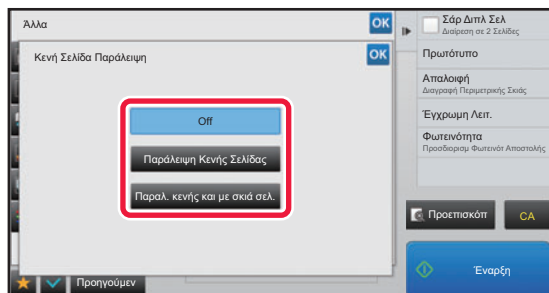 Άλλα
OK
Κενή Σελίδα Παράλειψη
OK
Off
Παράλειψη Κενής Σελίδας
Παραλ. κενής και με σκιά σελ.
Προηγούμεν
Σάρ Διπλ Σελ
Διαίρεση σε 2 Σελίδες
Πρωτότυπο
Απαλοιφή
Διαγραφή Περιμετρικής Σκιάς
Έγχρωμη Λειτ.
Φωτεινότητα
Προσδιορισμ Φωτεινότ Αποστολής
Προεπισκόπ
CA
Έναρξη